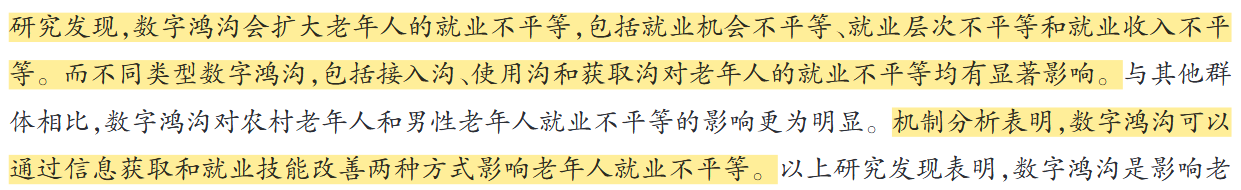 研究发现,数字鸿沟会扩大老年人的就业不平等,包括就业机会不平等、就业层次不平等和就业收入不平
等。而不同类型数字鸿沟,包括接入沟、使用沟和获取沟对老年人的就业不平等均有显著影响。与其他群
体相比,数字鸿沟对农村老年人和男性老年人就业不平等的影响更为明显。机制分析表明,数字鸿沟可以
通过信息获取和就业技能改善两种方式影响老年人就业不平等。以上研究发现表明,数字鸿沟是影响老